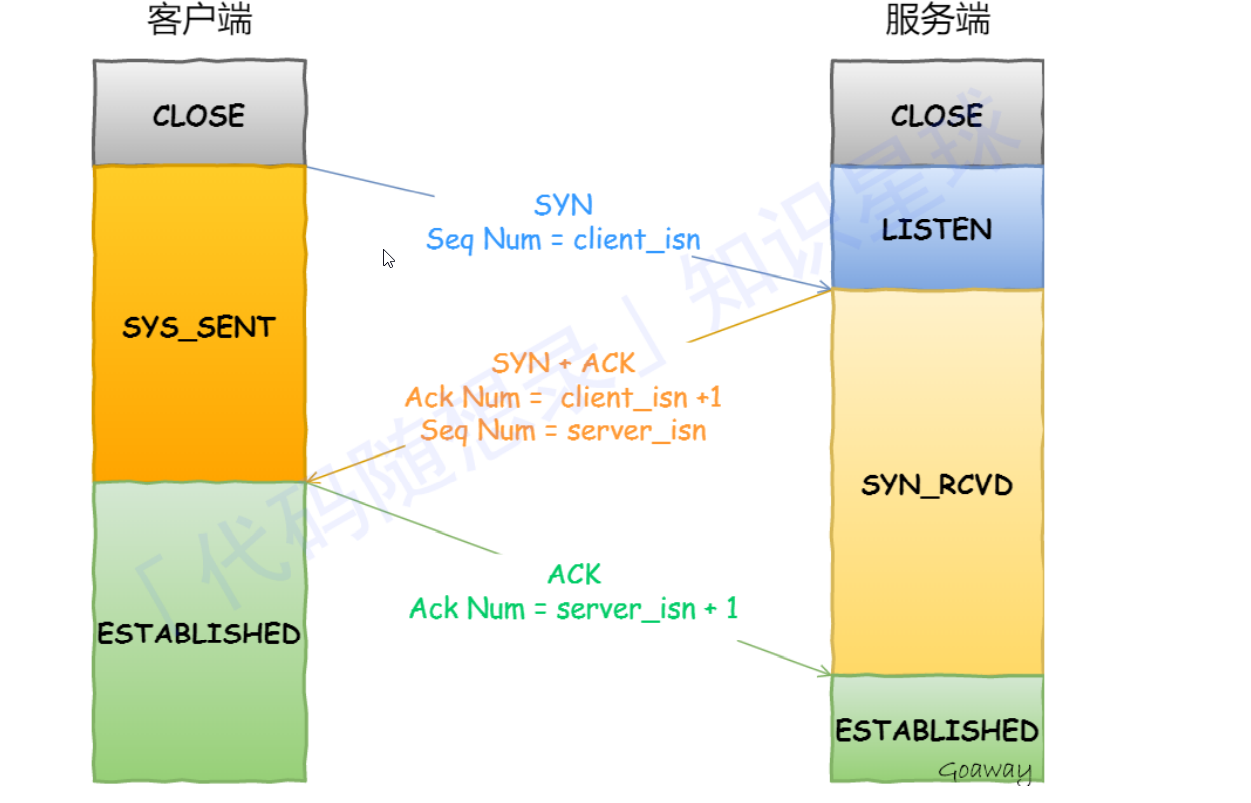 客户端
服务端
CLOSE
CLOSE
SYN
Seq Num = client_isn
LISTEN
SYS_SENT
SYN + ACK
Ack Num = client_isn +1
Seq Num = server_isn
SYN_RCVD
ACK
Ack Num = server_isn + 1
ESTABLISHED
ESTABLISHED
Goaway
「代码随想录」知识星球